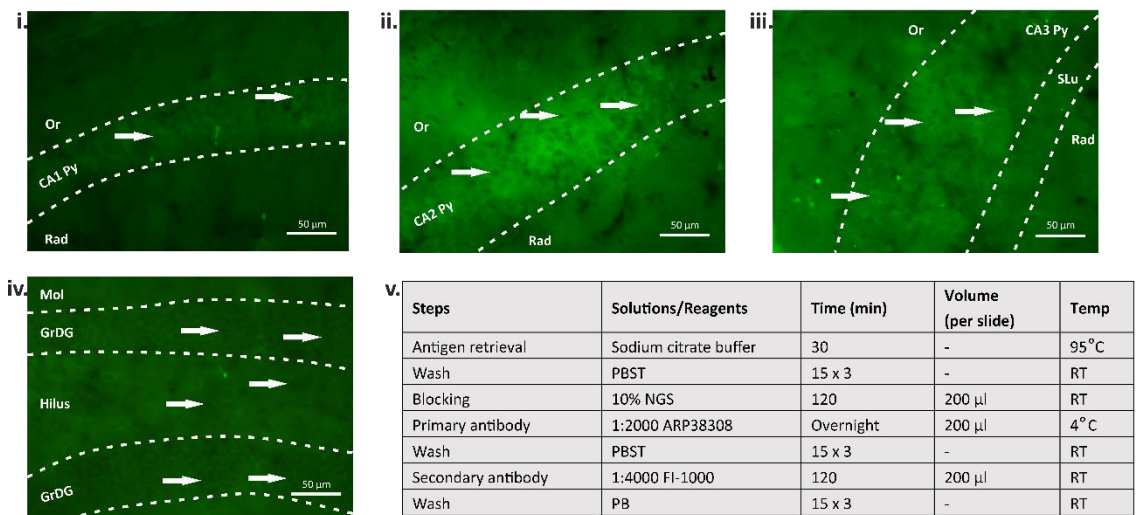 i.
Or
CA1 Py
Rad
50 µm
ii.
Or
CA2 Py
Rad
50 µm
iii.
Or
CA3 Py
SLu
Rad
50 µm
iv.
Mol
GrDG
Hilus
GrDG
50 µm
v.
Steps Solutions/Reagents Time (min) Volume (per slide) Temp
Antigen retrieval Sodium citrate buffer 30 - 95°C
Wash PBST 15 x 3 - RT
Blocking 10% NGS 120 200 µl RT
Primary antibody 1:2000 ARP38308 Overnight 200 µl 4°C
Wash PBST 15 x 3 - RT
Secondary antibody 1:4000 FI-1000 120 200 µl RT
Wash PB 15 x 3 - RT